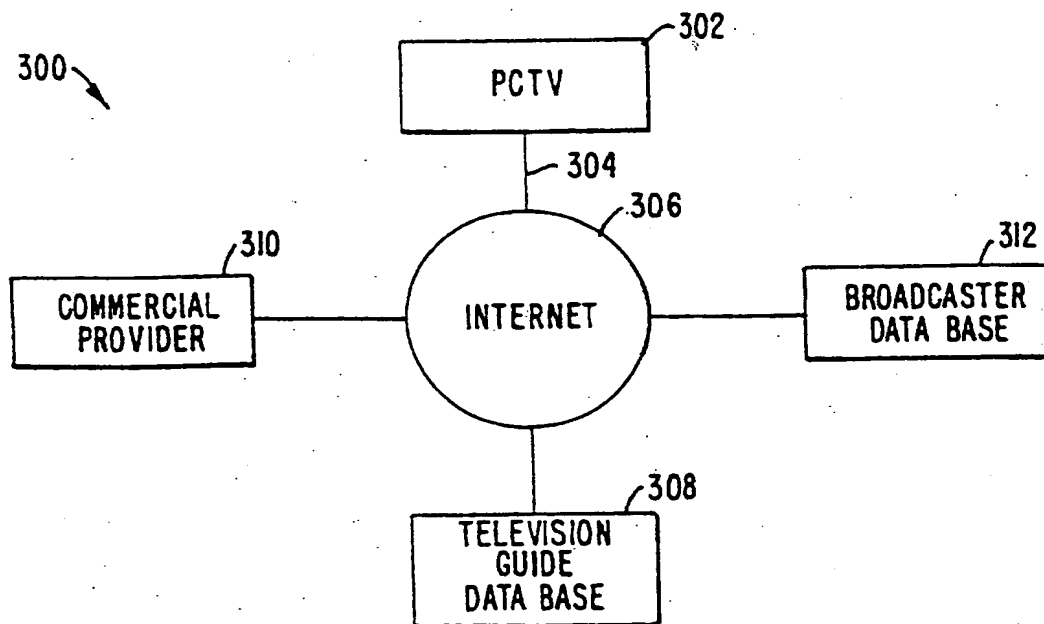 302
300
PCTV
304
306
310
312
COMMERCIAL
PROVIDER
INTERNET
BROADCASTER
DATA BASE
308
TELEVISION
GUIDE
DATA BASE